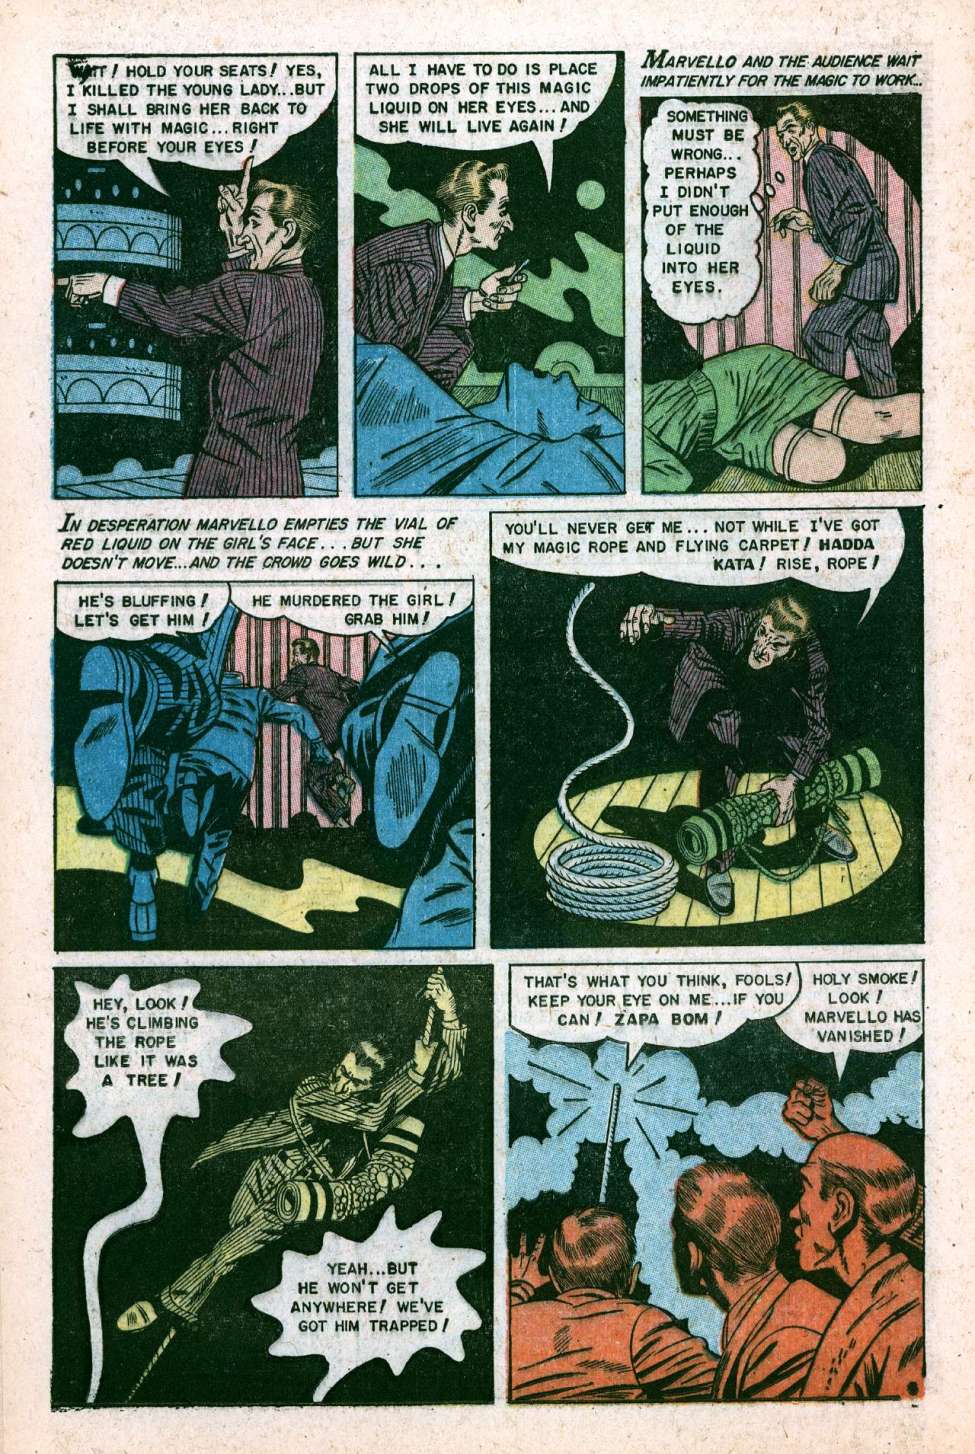 WAIT! HOLD YOUR SEATS! YES,
I KILLED THE YOUNG LADY...BUT
I SHALL BRING HER BACK TO
LIFE WITH MAGIC...RIGHT
BEFORE YOUR EYES!
ALL I HAVE TO DO IS PLACE
TWO DROPS OF THIS MAGIC
LIQUID ON HER EYES...AND
SHE WILL LIVE AGAIN!
MARVELLO AND THE AUDIENCE WAIT
IMPATIENTLY FOR THE MAGIC TO WORK...
SOMETHING
MUST BE
WRONG...
PERHAPS
I DIDN'T
PUT ENOUGH
OF THE
LIQUID
INTO HER
EYES.
IN DESPERATION MARVELLO EMPTIES THE VIAL OF
RED LIQUID ON THE GIRL'S FACE...BUT SHE
DOESN'T MOVE...AND THE CROWD GOES WILD...
HE'S BLUFFING!
LET'S GET HIM!
HE MURDERED THE GIRL!
GRAB HIM!
YOU'LL NEVER GET ME... NOT WHILE I'VE GOT
MY MAGIC ROPE AND FLYING CARPET! HADDA
KATA! RISE, ROPE!
HEY, LOOK!
HE'S CLIMBING
THE ROPE
LIKE IT WAS
A TREE!
YEAH...BUT
HE WON'T GET
ANYWHERE! WE'VE
GOT HIM TRAPPED!
THAT'S WHAT YOU THINK, FOOLS!
KEEP YOUR EYE ON ME...IF YOU
CAN! ZAPA BOM!
HOLY SMOKE!
LOOK!
MARVELLO HAS
VANISHED!